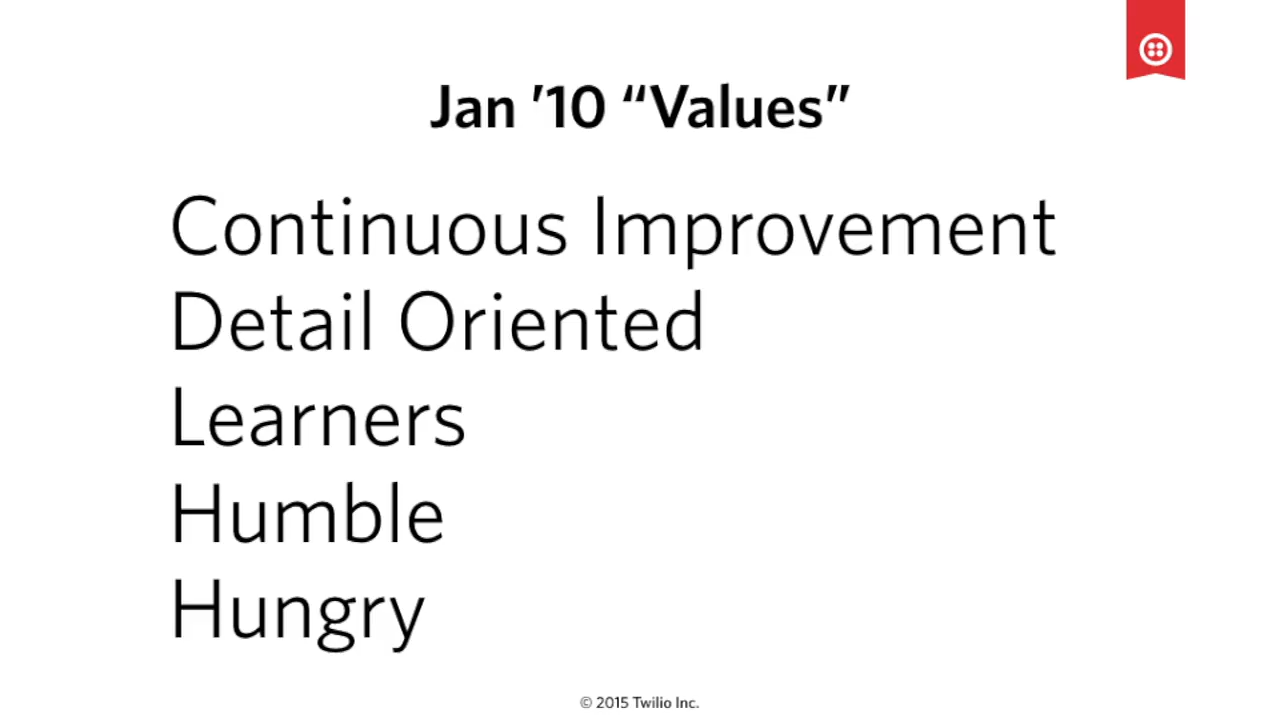 Jan ’10 “Values”
Continuous Improvement
Detail Oriented
Learners
Humble
Hungry
© 2015 Twilio Inc.